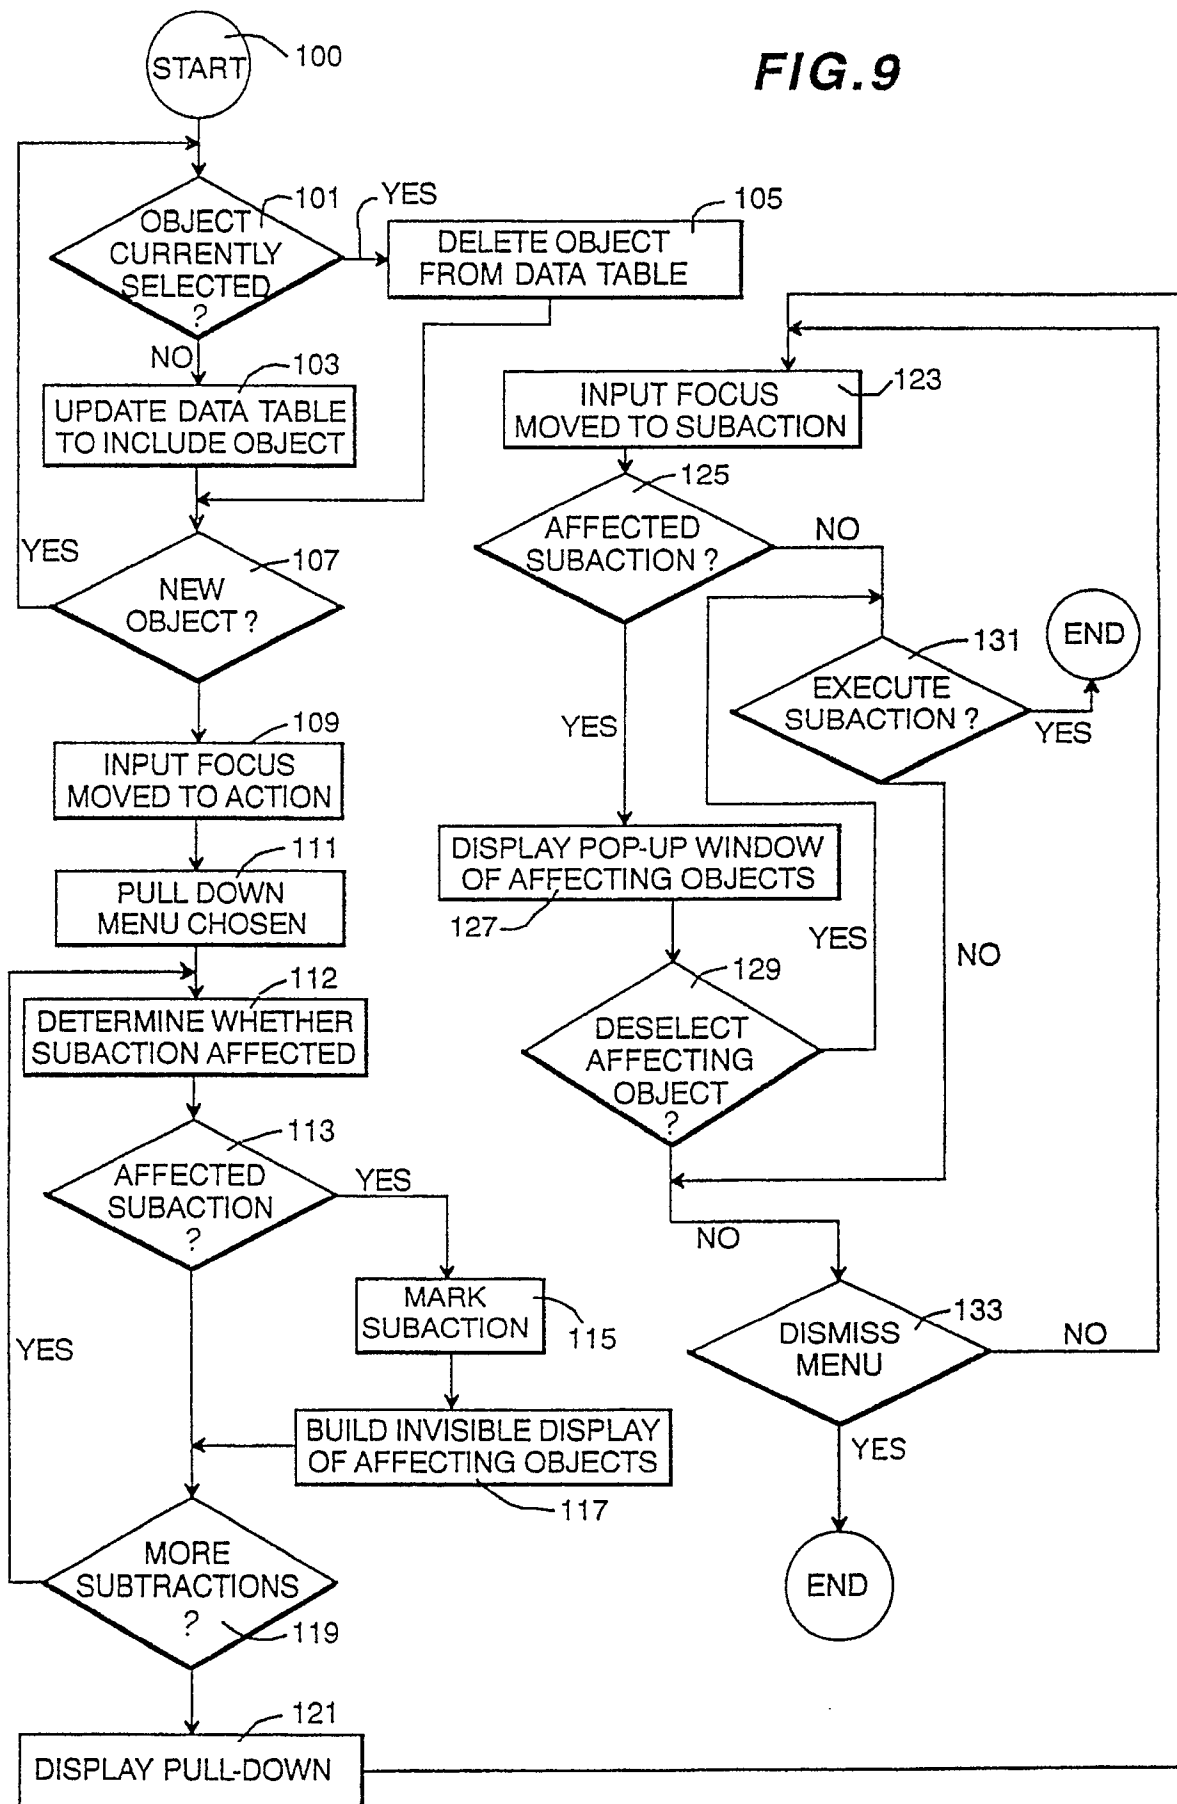 FIG.9
START
100
OBJECT
CURRENTLY
SELECTED
?
101
YES
DELETE OBJECT
FROM DATA TABLE
105
NO
UPDATE DATA TABLE
TO INCLUDE OBJECT
103
YES
NEW
OBJECT ?
107
INPUT FOCUS
MOVED TO ACTION
109
PULL DOWN
MENU CHOSEN
111
DETERMINE WHETHER
SUBACTION AFFECTED
112
AFFECTED
SUBACTION
?
113
YES
MARK
SUBACTION
115
BUILD INVISIBLE DISPLAY
OF AFFECTING OBJECTS
117
YES
MORE
SUBTRACTIONS
?
119
DISPLAY PULL-DOWN
121
INPUT FOCUS
MOVED TO SUBACTION
123
AFFECTED
SUBACTION ?
125
NO
YES
EXECUTE
SUBACTION ?
131
YES
END
NO
DISPLAY POP-UP WINDOW
OF AFFECTING OBJECTS
127
DESELECT
AFFECTING
OBJECT
?
129
YES
NO
DISMISS
MENU
133
NO
YES
END